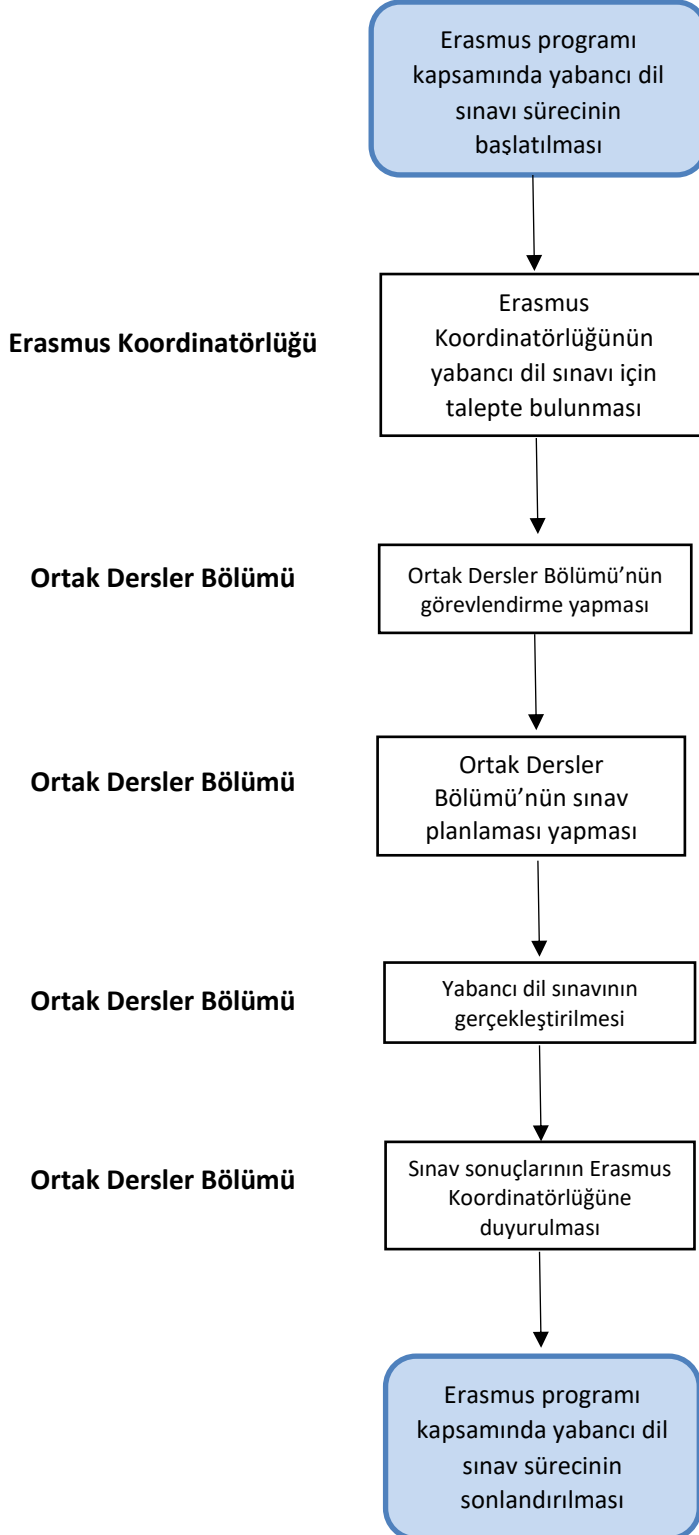 Erasmus programı
kapsamında yabancı dil
sınavı sürecinin
başlatılması
Erasmus Koordinatörlüğü
Erasmus
Koordinatörlüğünün
yabancı dil sınavı için
talepte bulunması
Ortak Dersler Bölümü
Ortak Dersler Bölümü’nün
görevlendirme yapması
Ortak Dersler Bölümü
Ortak Dersler
Bölümü’nün sınav
planlaması yapması
Ortak Dersler Bölümü
Yabancı dil sınavının
gerçekleştirilmesi
Ortak Dersler Bölümü
Sınav sonuçlarının Erasmus
Koordinatörlüğüne
duyurulması
Erasmus programı
kapsamında yabancı dil
sınav sürecinin
sonlandırılması